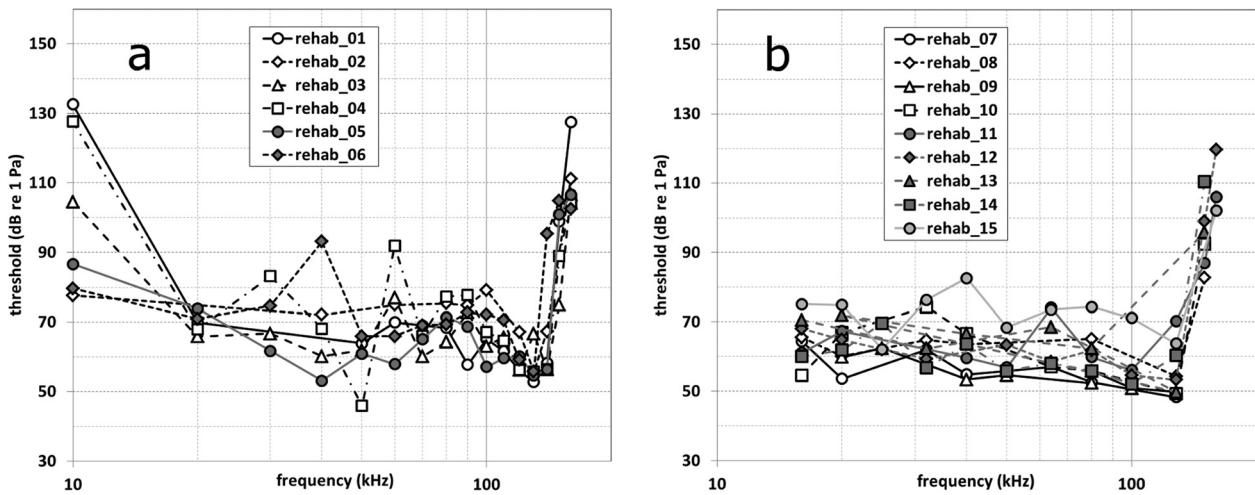 a
rehab_01
rehab_02
rehab_03
rehab_04
rehab_05
rehab_06
150
130
110
90
70
50
30
threshold (dB re 1 Pa)
10
frequency (kHz)
100
b
rehab_07
rehab_08
rehab_09
rehab_10
rehab_11
rehab_12
rehab_13
rehab_14
rehab_15
150
130
110
90
70
50
30
threshold (dB re 1 Pa)
10
frequency (kHz)
100